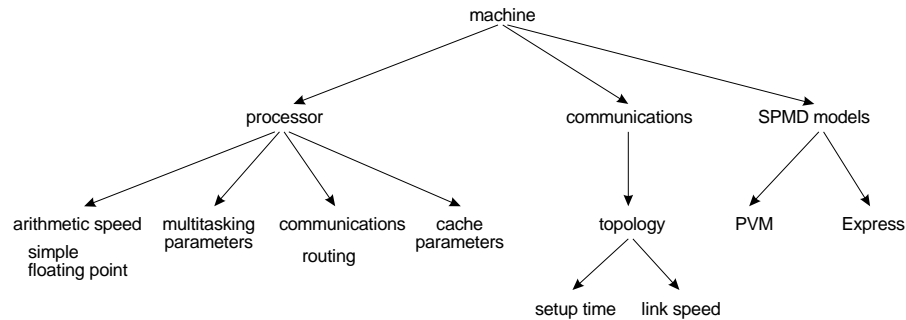 machine
processor
communications
SPMD models
arithmetic speed
simple
floating point
multitasking
parameters
communications
routing
cache
parameters
topology
PVM
Express
setup time
link speed